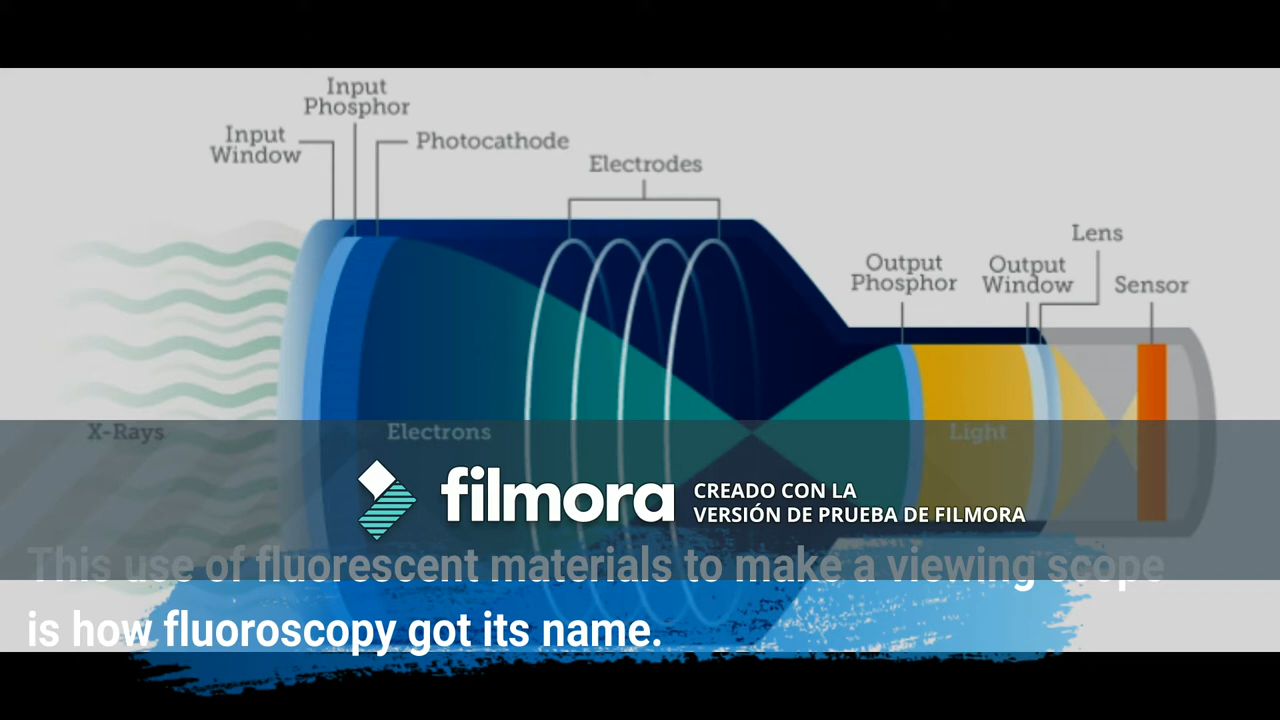 Input
Phosphor
Input
Window
Photocathode
Electrodes
Lens
Output
Phosphor
Output
Window
Sensor
X-Rays
Electrons
Light
filmora
CREADO CON LA
VERSIÓN DE PRUEBA DE FILMORA
This use of fluorescent materials to make a viewing scope
is how fluoroscopy got its name.